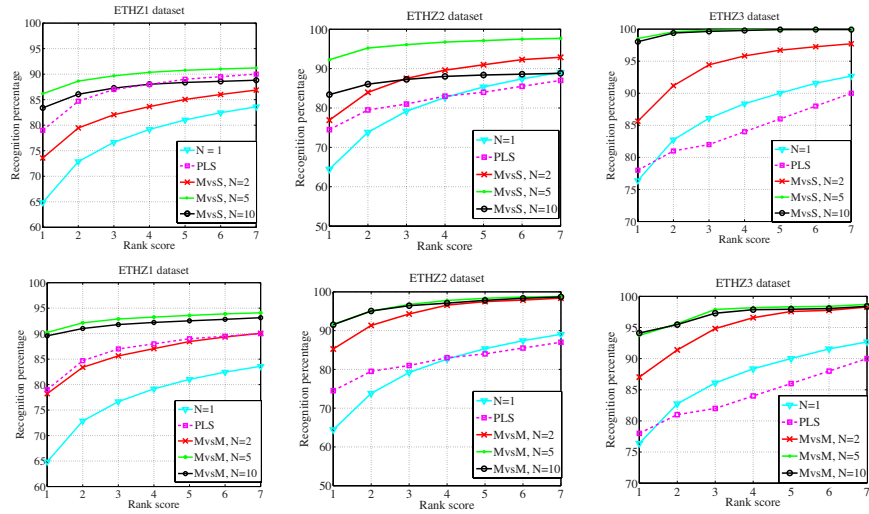 ETHZ1 dataset
Recognition percentage
100
95
90
85
80
75
70
65
60
1 2 3 4 5 6 7
Rank score
N = 1
PLS
MvsS, N=2
MvsS, N=5
MvsS, N=10
ETHZ2 dataset
Recognition percentage
100
90
80
70
60
50
1 2 3 4 5 6 7
Rank score
N=1
PLS
MvsS, N=2
MvsS, N=5
MvsS, N=10
ETHZ3 dataset
Recognition percentage
100
95
90
85
80
75
70
1 2 3 4 5 6 7
Rank score
N=1
PLS
MvsS, N=2
MvsS, N=5
MvsS, N=10
ETHZ1 dataset
Recognition percentage
100
95
90
85
80
75
70
65
60
1 2 3 4 5 6 7
Rank score
N=1
PLS
MvsM, N=2
MvsM, N=5
MvsM, N=10
ETHZ2 dataset
Recognition percentage
100
90
80
70
60
50
1 2 3 4 5 6 7
Rank score
N=1
PLS
MvsM, N=2
MvsM, N=5
MvsM, N=10
ETHZ3 dataset
Recognition percentage
100
95
90
85
80
75
70
1 2 3 4 5 6 7
Rank score
N=1
PLS
MvsM, N=2
MvsM, N=5
MvsM, N=10